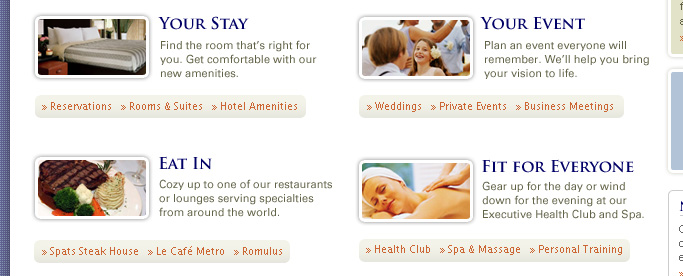 YOUR STAY
Find the room that's right for
you. Get comfortable with our
new amenities.
» Reservations » Rooms & Suites » Hotel Amenities
YOUR EVENT
Plan an event everyone will
remember. We'll help you bring
your vision to life.
» Weddings » Private Events » Business Meetings
EAT IN
Cozy up to one of our restaurants
or lounges serving specialties
from around the world.
» Spats Steak House » Le Café Metro » Romulus
FIT FOR EVERYONE
Gear up for the day or wind
down for the evening at our
Executive Health Club and Spa.
» Health Club » Spa & Massage » Personal Training